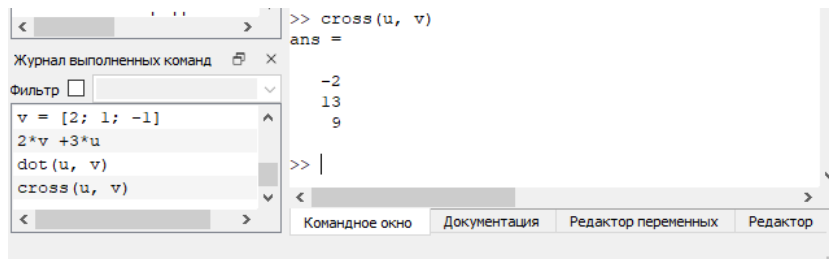 Журнал выполненных команд
Фильтр
v = [2; 1; -1]
2*v +3*u
dot(u, v)
cross(u, v)
>> cross(u, v)
ans =
-2
13
9
>>
Командное окно Документация Редактор переменных Редактор